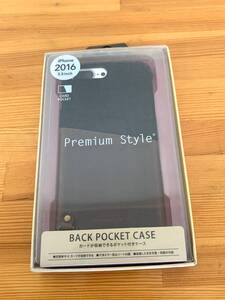 iPhone
2016
5.5inch
CARD
POCKET
Premium Style
BACK POCKET CASE
カードが収納できるポケット付きケース